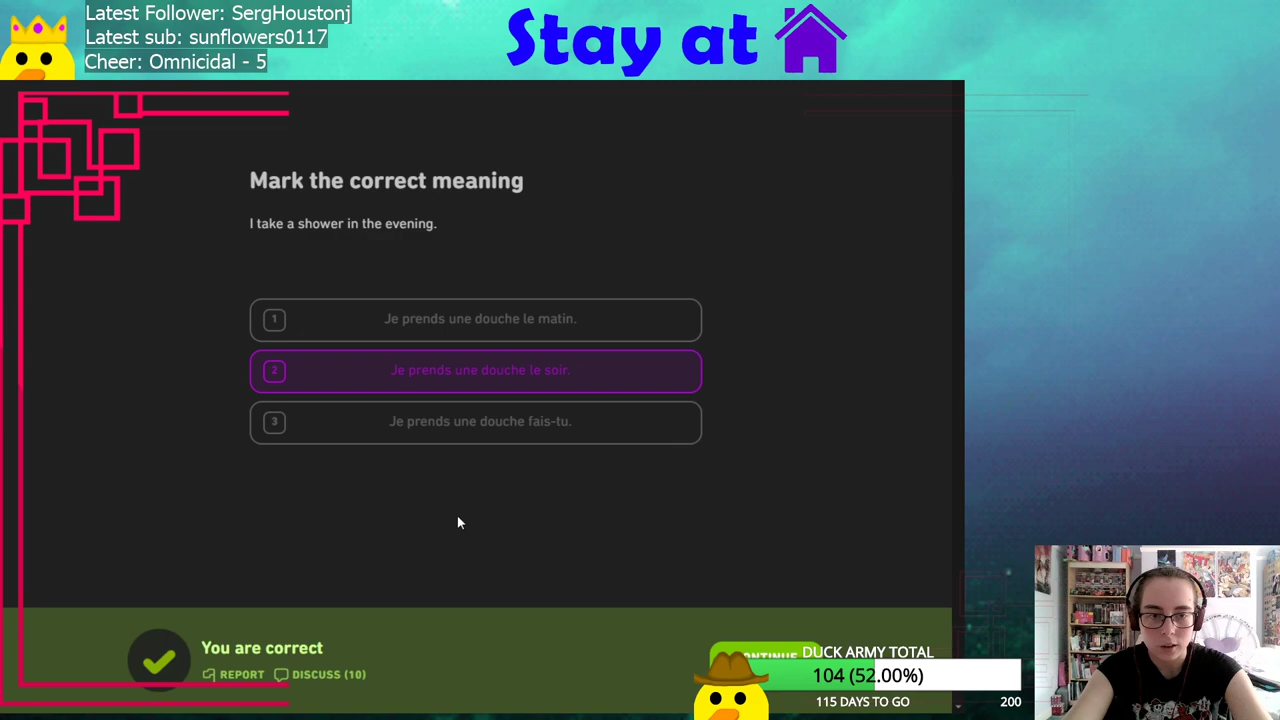 Latest Follower: SergHoustonj
Latest sub: sunflowers0117
Cheer: Omnicidal - 5
Stay at
Mark the correct meaning
I take a shower in the evening.
1 Je prends une douche le matin.
2 Je prends une douche le soir.
3 Je prends une douche fais-tu.
You are correct
REPORT DISCUSS (10)
CONTINUE
DUCK ARMY TOTAL
104 (52.00%)
115 DAYS TO GO 200